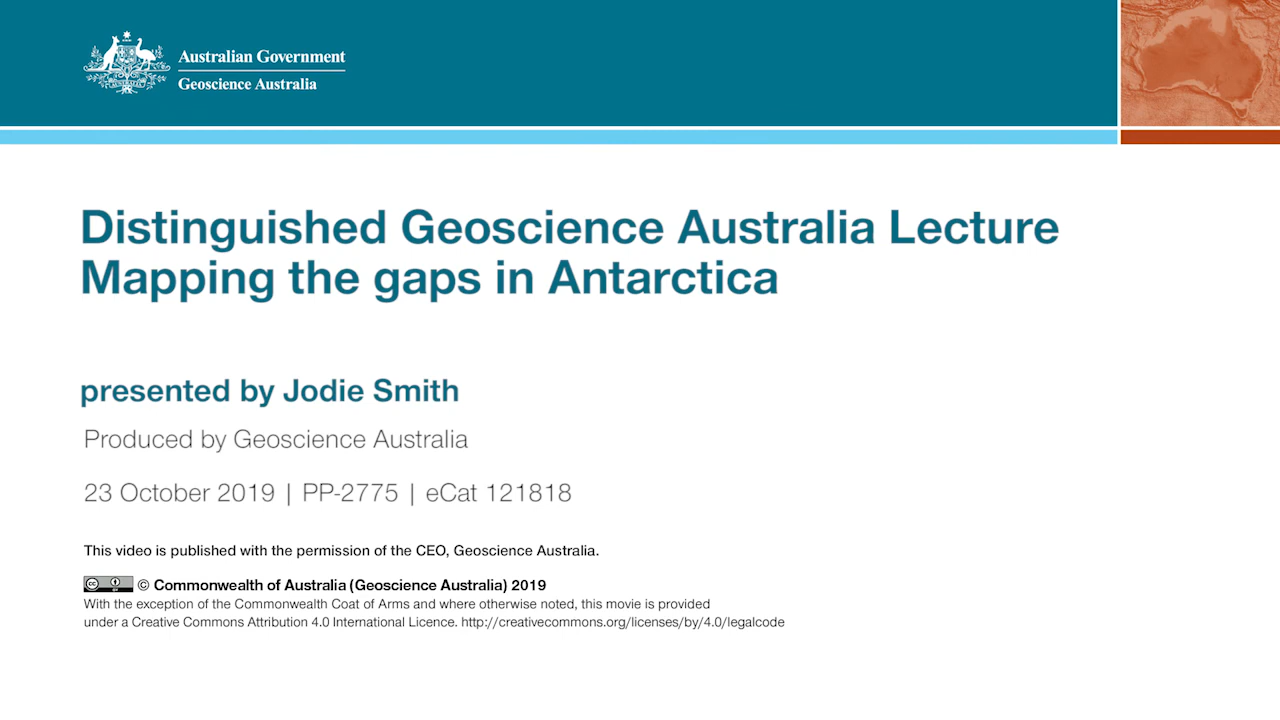 Australian Government
Geoscience Australia
Distinguished Geoscience Australia Lecture
Mapping the gaps in Antarctica
presented by Jodie Smith
Produced by Geoscience Australia
23 October 2019 | PP-2775 | eCat 121818
This video is published with the permission of the CEO, Geoscience Australia.
© Commonwealth of Australia (Geoscience Australia) 2019
With the exception of the Commonwealth Coat of Arms and where otherwise noted, this movie is provided
under a Creative Commons Attribution 4.0 International Licence. http://creativecommons.org/licenses/by/4.0/legalcode